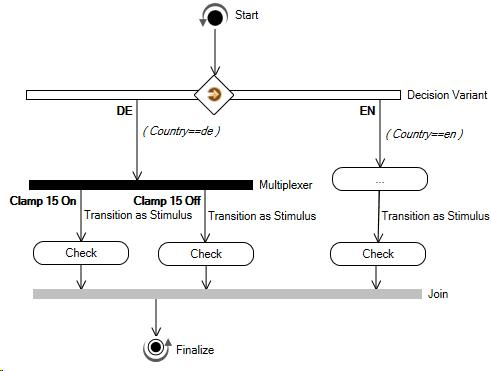 Start
Decision Variant
DE
EN
( Country==de )
( Country==en )
Multiplexer
...
Clamp 15 On
Clamp 15 Off
Transition as Stimulus
Transition as Stimulus
Transition as Stimulus
Check
Check
Check
Join
Finalize